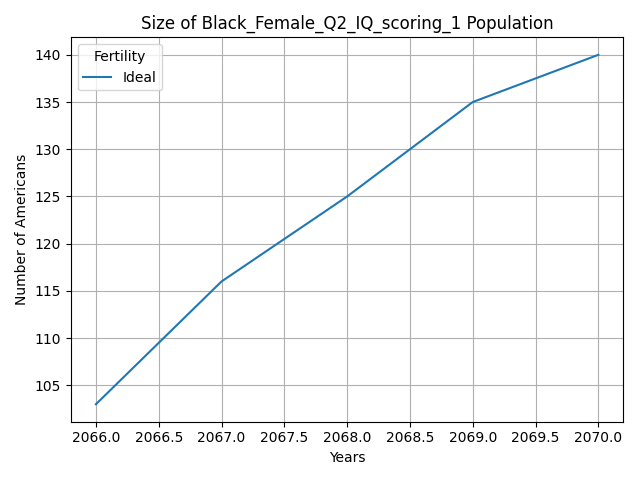 Size of Black_Female_Q2_IQ_scoring_1 Population
Fertility
Ideal
140
135
130
125
120
115
110
105
Number of Americans
2066.0 2066.5 2067.0 2067.5 2068.0 2068.5 2069.0 2069.5 2070.0
Years